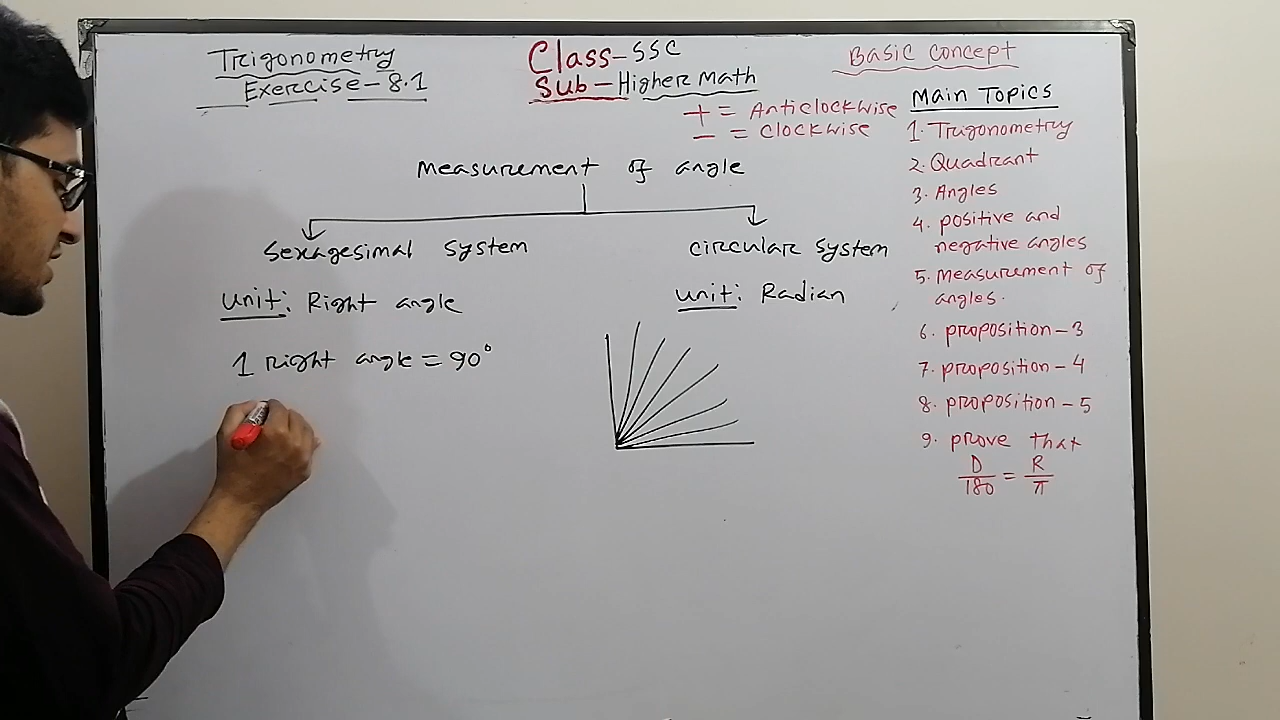 Trigonometry
Exercise - 8.1
Class - SSC
Sub - Higher Math
Basic Concept
+ = Anticlockwise
- = Clockwise
Measurement of angle
Sexagesimal System
Circular System
Unit: Right angle
Unit: Radian
1 right angle = 90°
Main Topics
1. Trigonometry
2. Quadrant
3. Angles
4. positive and
negative angles
5. Measurement of
angles.
6. proposition - 3
7. proposition - 4
8. proposition - 5
9. prove that
D/180 = R/π